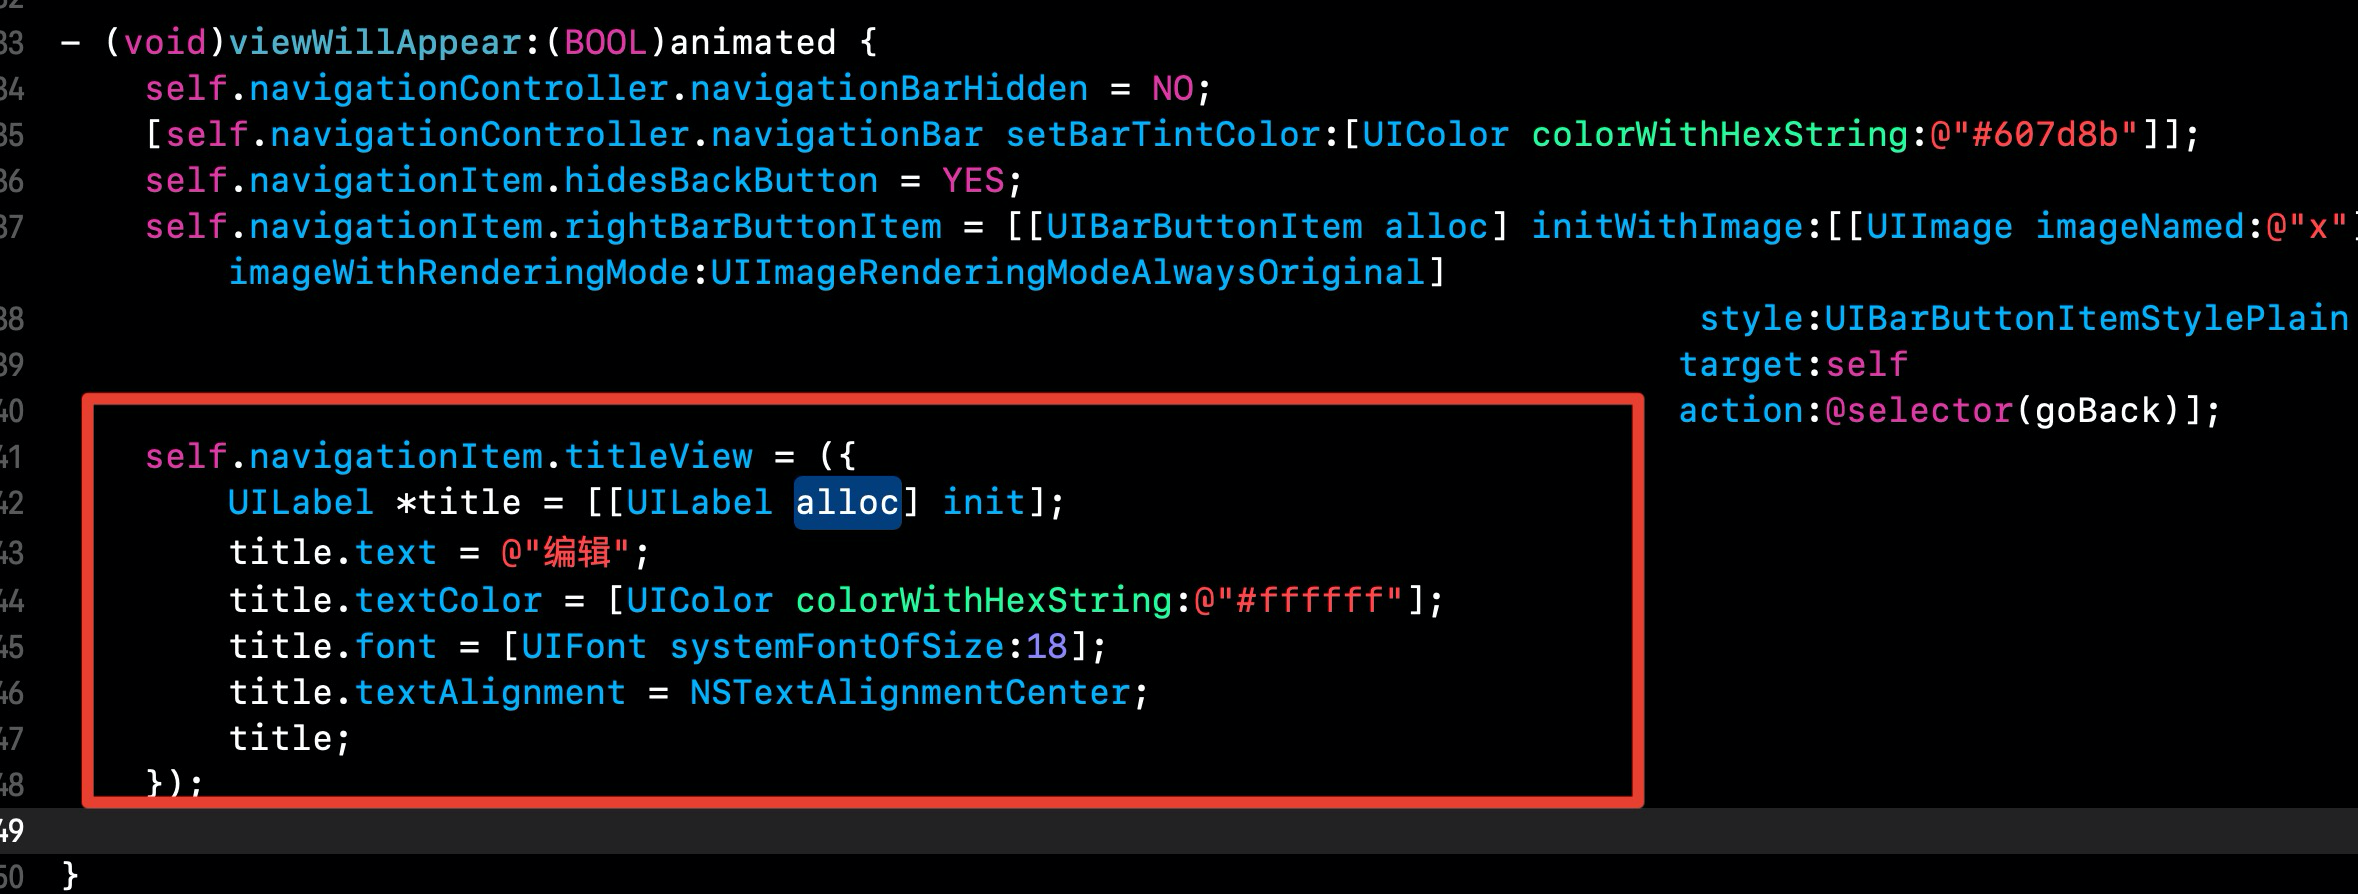 33 - (void)viewWillAppear:(BOOL)animated {
34 self.navigationController.navigationBarHidden = NO;
35 [self.navigationController.navigationBar setBarTintColor:[UIColor colorWithHexString:@"#607d8b"]];
36 self.navigationItem.hidesBackButton = YES;
37 self.navigationItem.rightBarButtonItem = [[UIBarButtonItem alloc] initWithImage:[[UIImage imageNamed:@"x"]
imageWithRenderingMode:UIImageRenderingModeAlwaysOriginal]
38 style:UIBarButtonItemStylePlain
39 target:self
40 action:@selector(goBack)];
41 self.navigationItem.titleView = ({
42 UILabel *title = [[UILabel alloc] init];
43 title.text = @"编辑";
44 title.textColor = [UIColor colorWithHexString:@"#ffffff"];
45 title.font = [UIFont systemFontOfSize:18];
46 title.textAlignment = NSTextAlignmentCenter;
47 title;
48 });
49
50 }